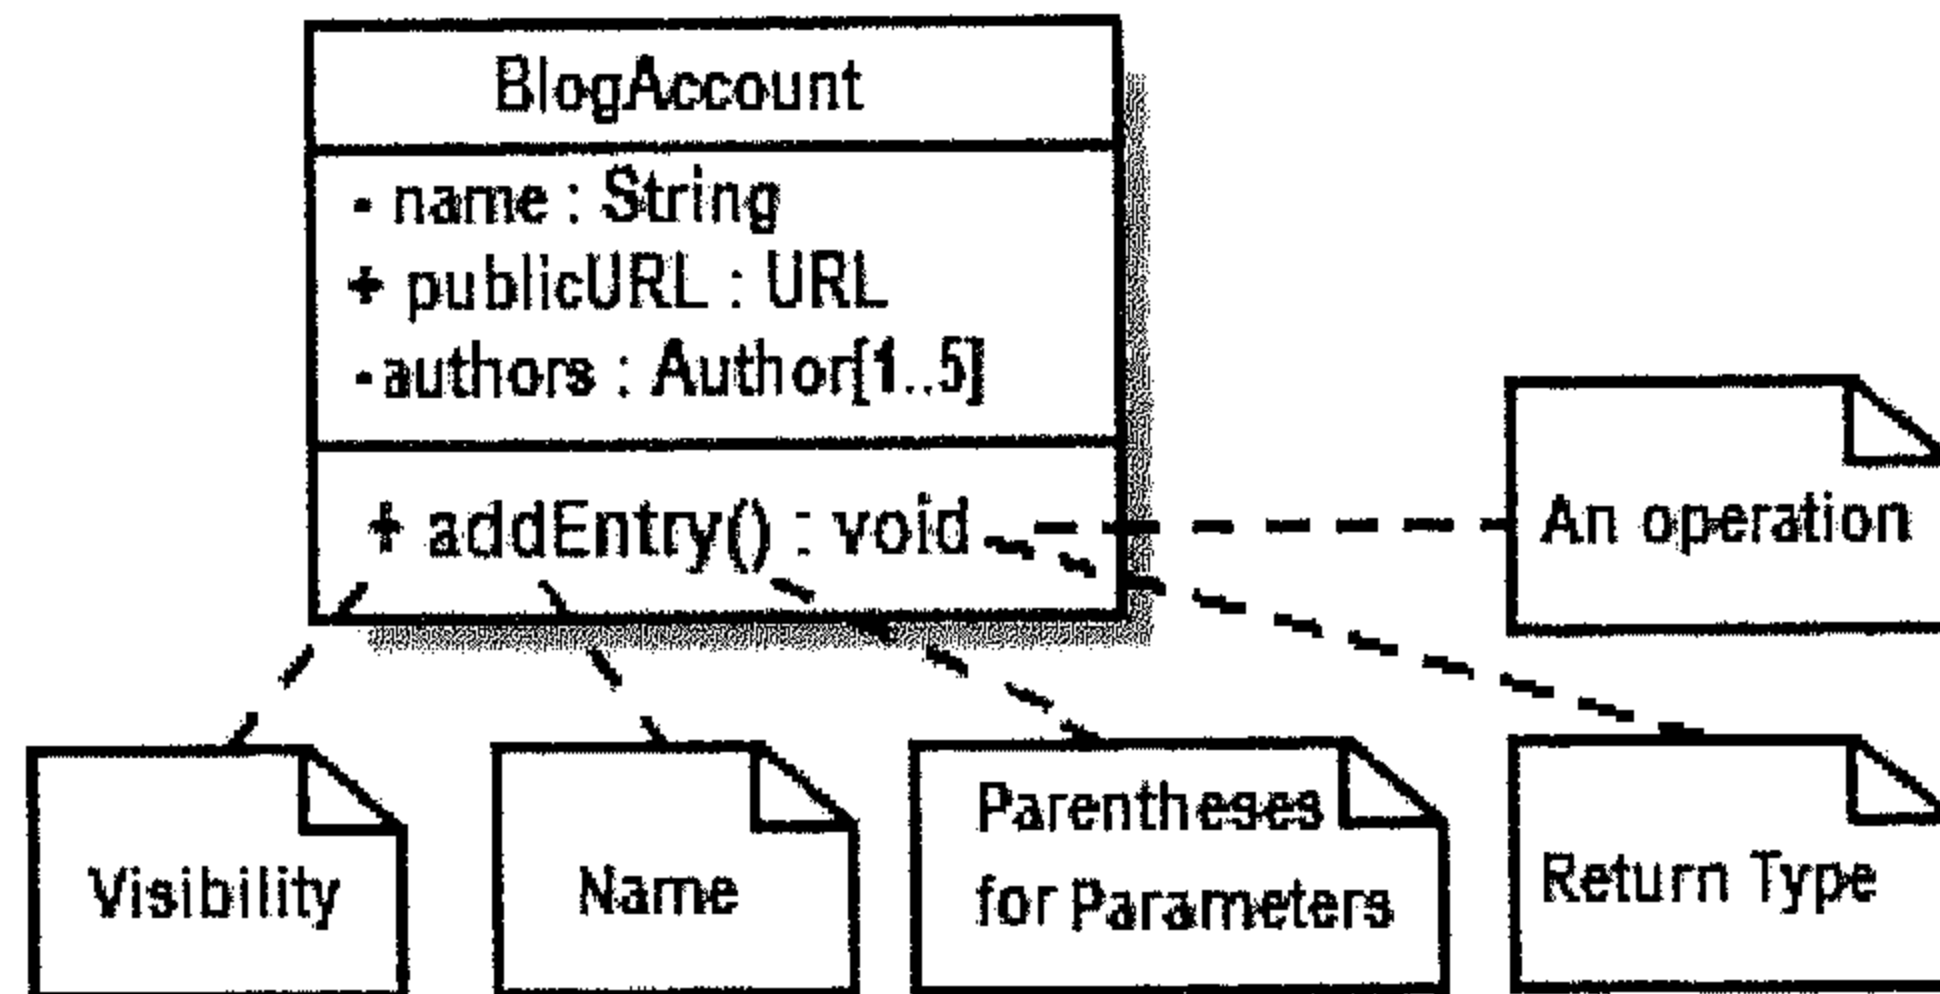 BlogAccount
- name : String
+ publicURL : URL
- authors : Author[1..5]
+ addEntry() : void
An operation
Visibility
Name
Parentheses
for Parameters
Return Type